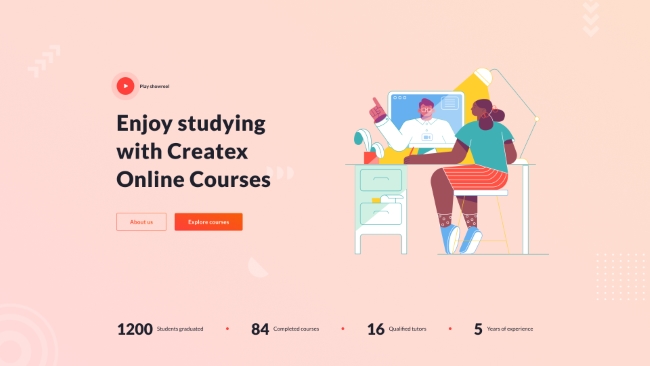 Play showreel
Enjoy studying
with Createx
Online Courses
About us
Explore courses
1200 Students graduated
84 Completed courses
16 Qualified tutors
5 Years of experience